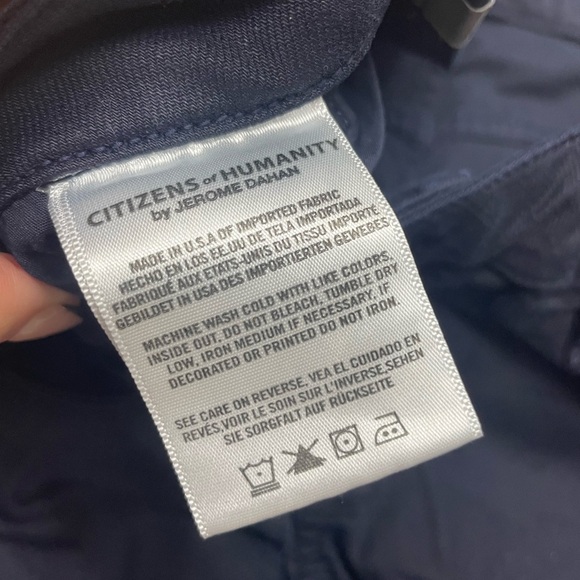 CITIZENS of HUMANITY
by JEROME DAHAN
MADE IN U.S.A OF IMPORTED FABRIC
HECHO EN LOS EE.UU DE TELA IMPORTADA
FABRIQUÉ AUX ETATS-UNIS DU TISSU IMPORTÉ
GEBILDET IN USA DES IMPORTIERTEN GEWEBES
MACHINE WASH COLD WITH LIKE COLORS,
INSIDE OUT. DO NOT BLEACH, TUMBLE DRY
LOW, IRON MEDIUM IF NECESSARY, IF
DECORATED OR PRINTED DO NOT IRON.
SEE CARE ON REVERSE. VEA EL CUIDADO EN
REVÉS. VOIR LE SOIN SUR L'INVERSE. SEHEN
SIE SORGFALT AUF RÜCKSEITE